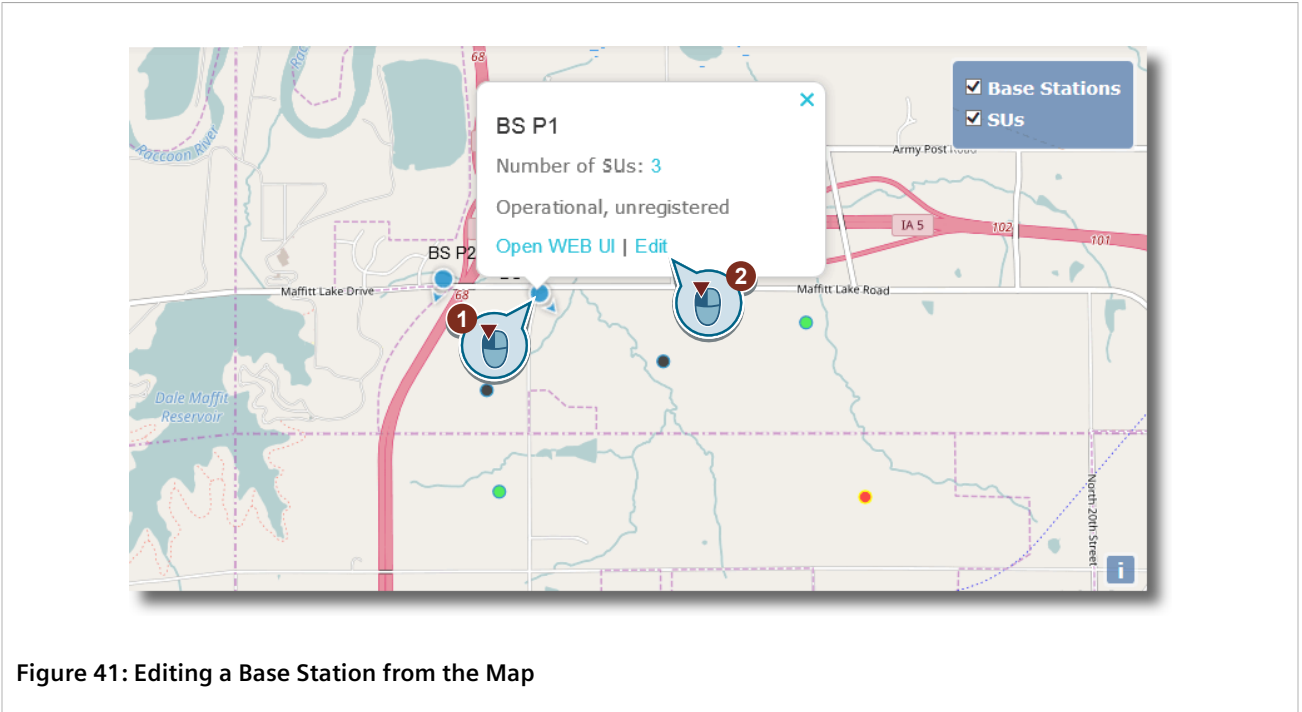 68
Raccoon River
BS P1
Number of SUs: 3
Operational, unregistered
Open WEB UI | Edit
Base Stations
SUs
Army Post
IA 5
102
101
BS P2
Maffitt Lake Drive
68
1
2
Maffitt Lake Road
Dale Maffit
Reservoir
North 20th Street
i
Figure 41: Editing a Base Station from the Map